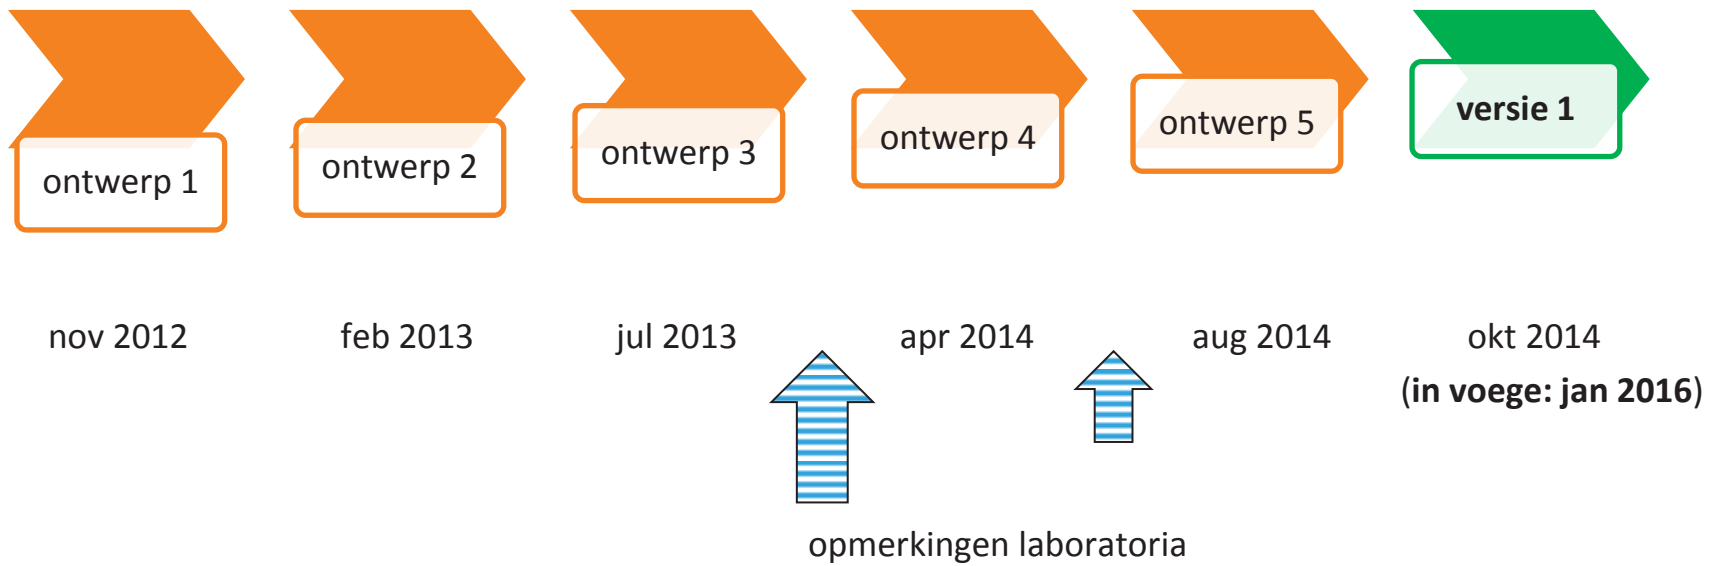 ontwerp 1
ontwerp 2
ontwerp 3
ontwerp 4
ontwerp 5
versie 1
nov 2012
feb 2013
jul 2013
apr 2014
aug 2014
okt 2014
(in voege: jan 2016)
opmerkingen laboratoria